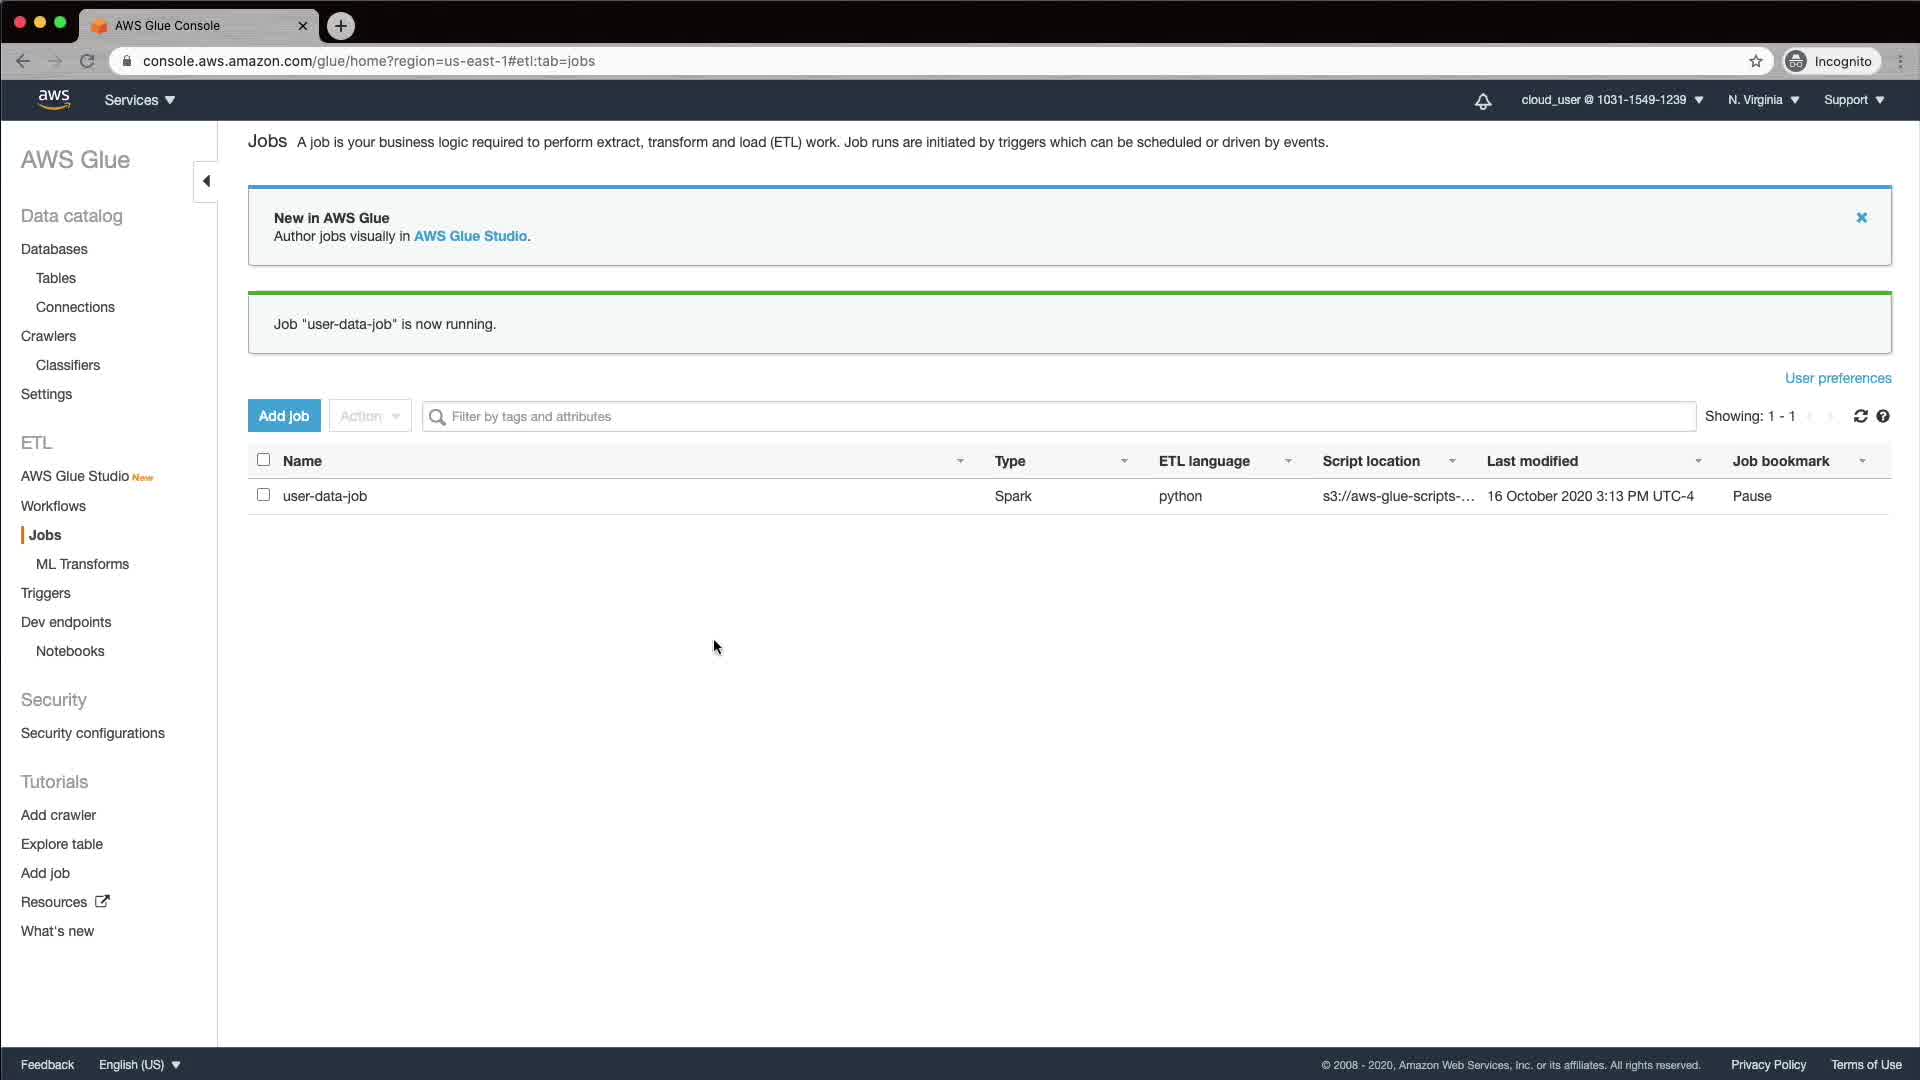 AWS Glue Console
console.aws.amazon.com/glue/home?region=us-east-1#etl:tab=jobs
Incognito
aws
Services
cloud_user @ 1031-1549-1239
N. Virginia
Support
AWS Glue
Data catalog
Databases
Tables
Connections
Crawlers
Classifiers
Settings
ETL
AWS Glue Studio New
Workflows
Jobs
ML Transforms
Triggers
Dev endpoints
Notebooks
Security
Security configurations
Tutorials
Add crawler
Explore table
Add job
Resources
What's new
Jobs A job is your business logic required to perform extract, transform and load (ETL) work. Job runs are initiated by triggers which can be scheduled or driven by events.
New in AWS Glue
Author jobs visually in AWS Glue Studio.
Job "user-data-job" is now running.
User preferences
Add job
Action
Filter by tags and attributes
Showing: 1 - 1
Name Type ETL language Script location Last modified Job bookmark
user-data-job Spark python s3://aws-glue-scripts-... 16 October 2020 3:13 PM UTC-4 Pause
Feedback
English (US)
© 2008 - 2020, Amazon Web Services, Inc. or its affiliates. All rights reserved.
Privacy Policy
Terms of Use